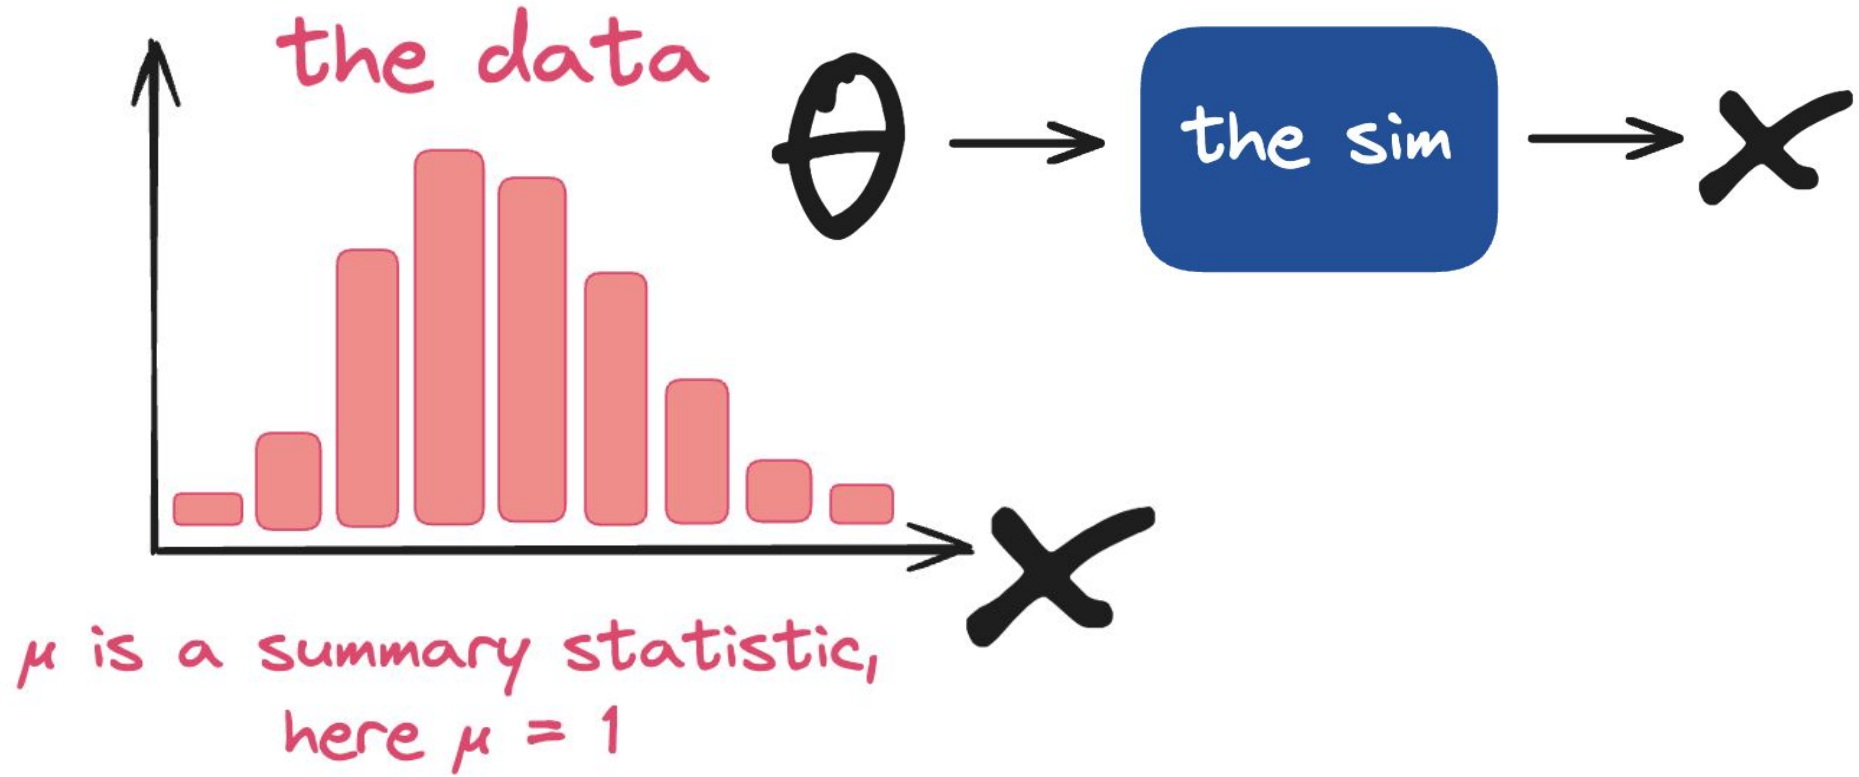 the data
θ
the sim
x
x
μ is a summary statistic,
here μ = 1